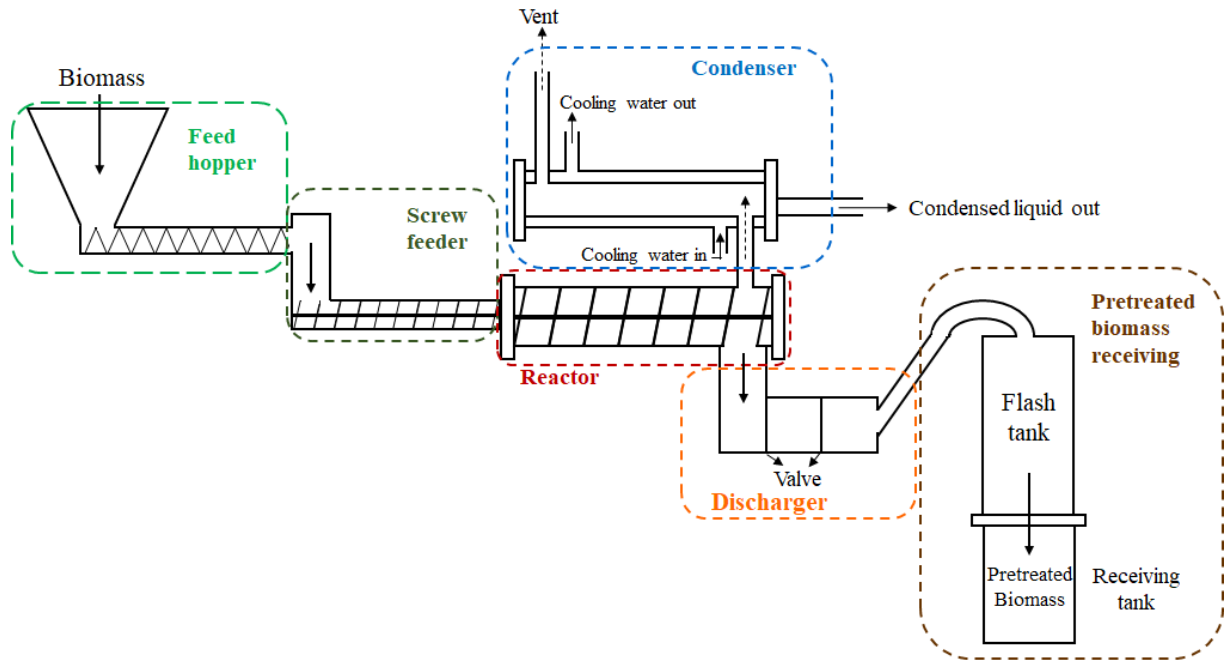 Vent
Condenser
Biomass
Cooling water out
Feed
hopper
Screw
feeder
Condensed liquid out
Cooling water in
Pretreated
biomass
receiving
Reactor
Flash
tank
Valve
Discharger
Pretreated
Biomass
Receiving
tank